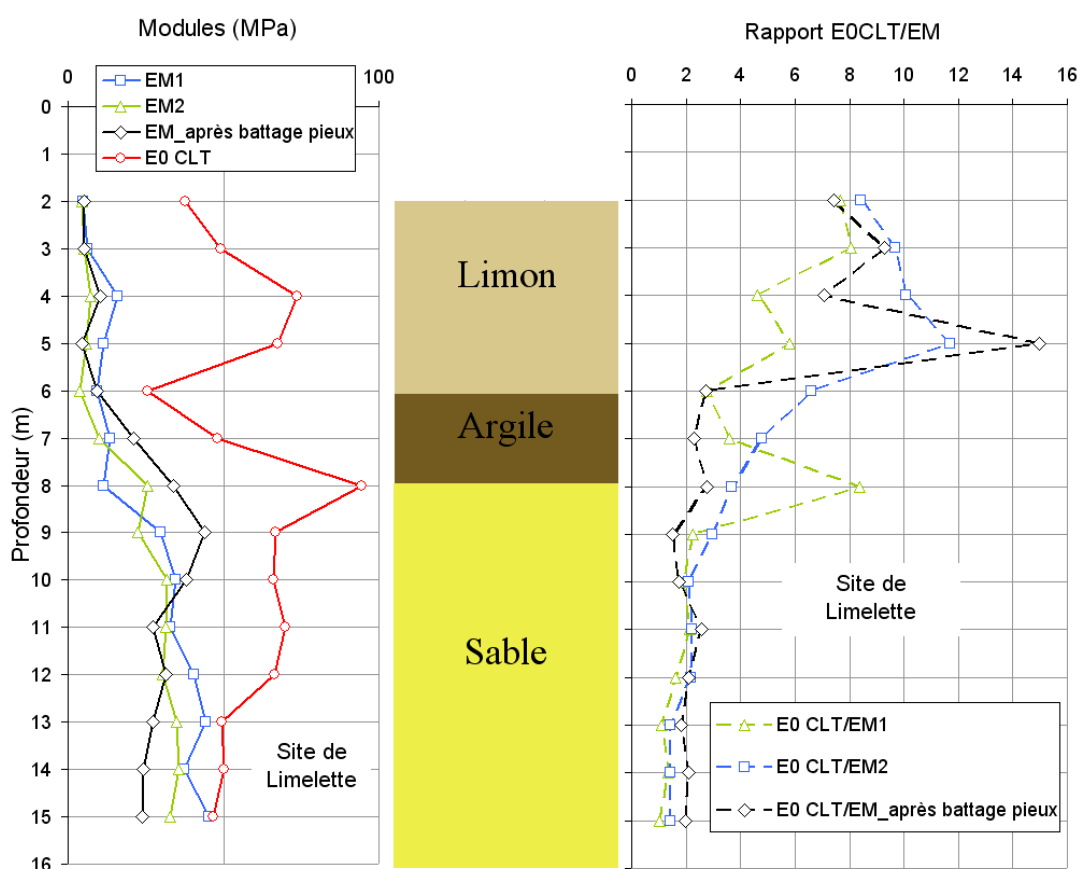 Modules (MPa)
0
100
EM1
EM2
EM_après battage pieux
E0 CLT
0
1
2
3
4
5
6
7
8
9
10
11
12
13
14
15
16
Profondeur (m)
Site de
Limelette
Limon
Argile
Sable
Rapport E0CLT/EM
0 2 4 6 8 10 12 14 16
Site de
Limelette
E0 CLT/EM1
E0 CLT/EM2
E0 CLT/EM_après battage pieux